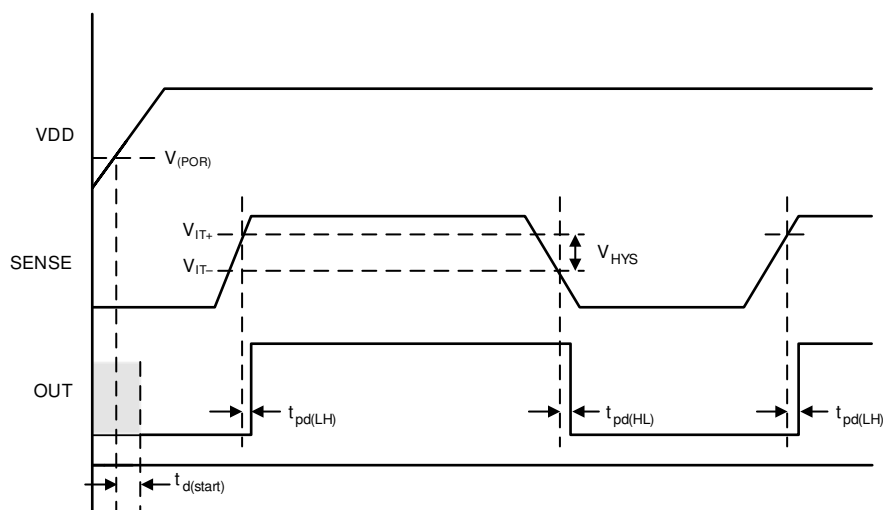 VDD
V(POR)
VIT+
VIT–
VHYS
SENSE
OUT
tpd(LH)
tpd(HL)
tpd(LH)
td(start)